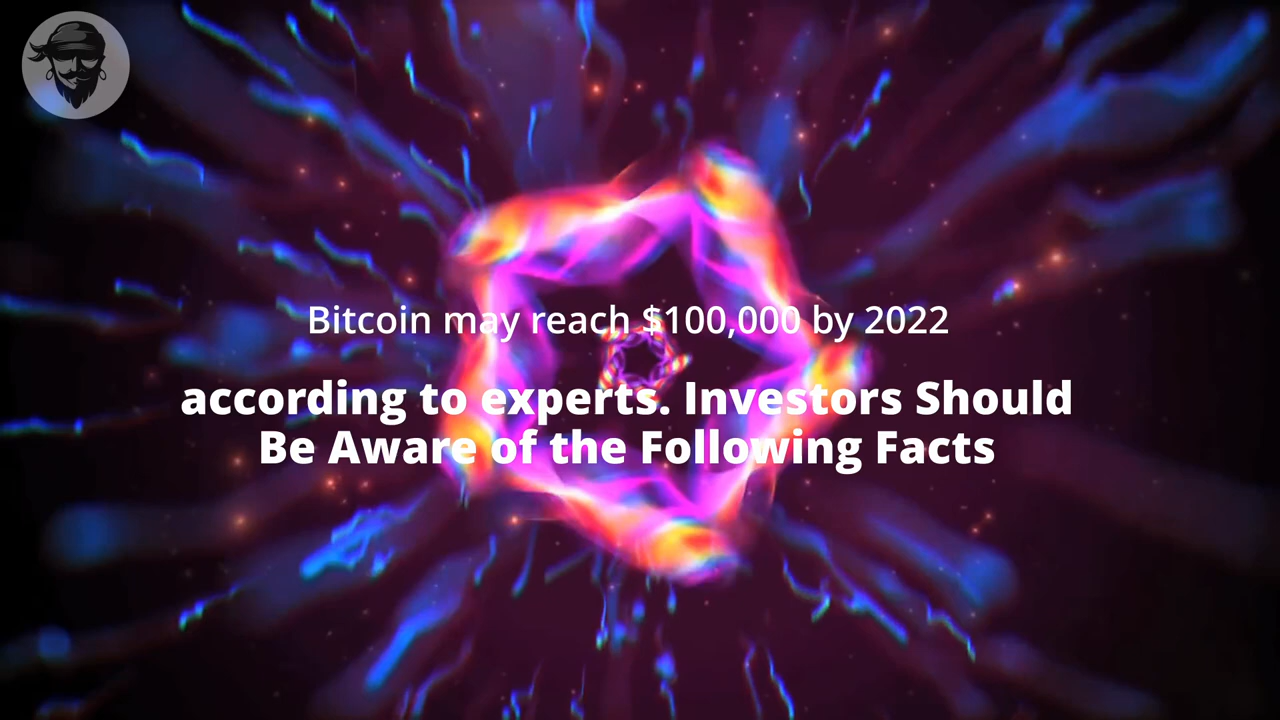 Bitcoin may reach $100,000 by 2022
according to experts. Investors Should
Be Aware of the Following Facts